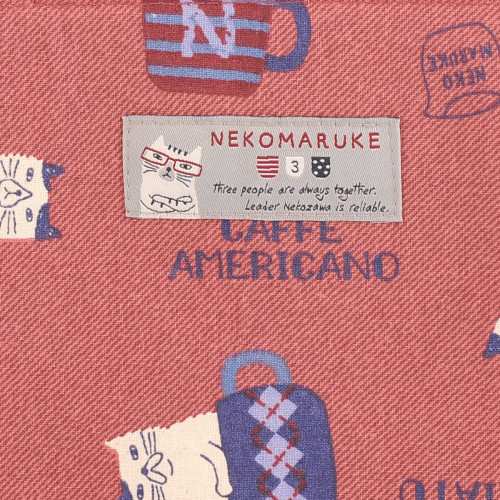 N
NEKO
MARUKE
NEKOMARUKE
3
Three people are always together.
Leader Nekozawa is reliable.
CAFFE
AMERICANO